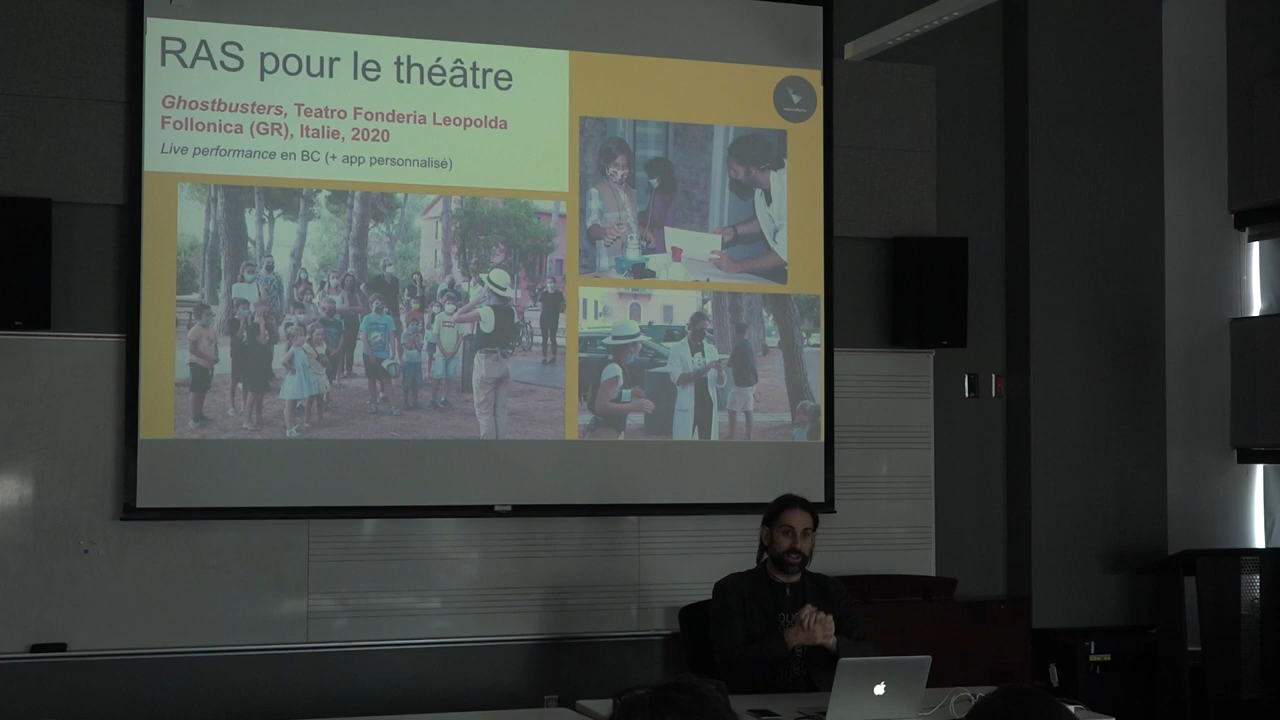 RAS pour le théâtre
Ghostbusters, Teatro Fonderia Leopolda
Follonica (GR), Italie, 2020
Live performance en BC (+ app personnalisé)